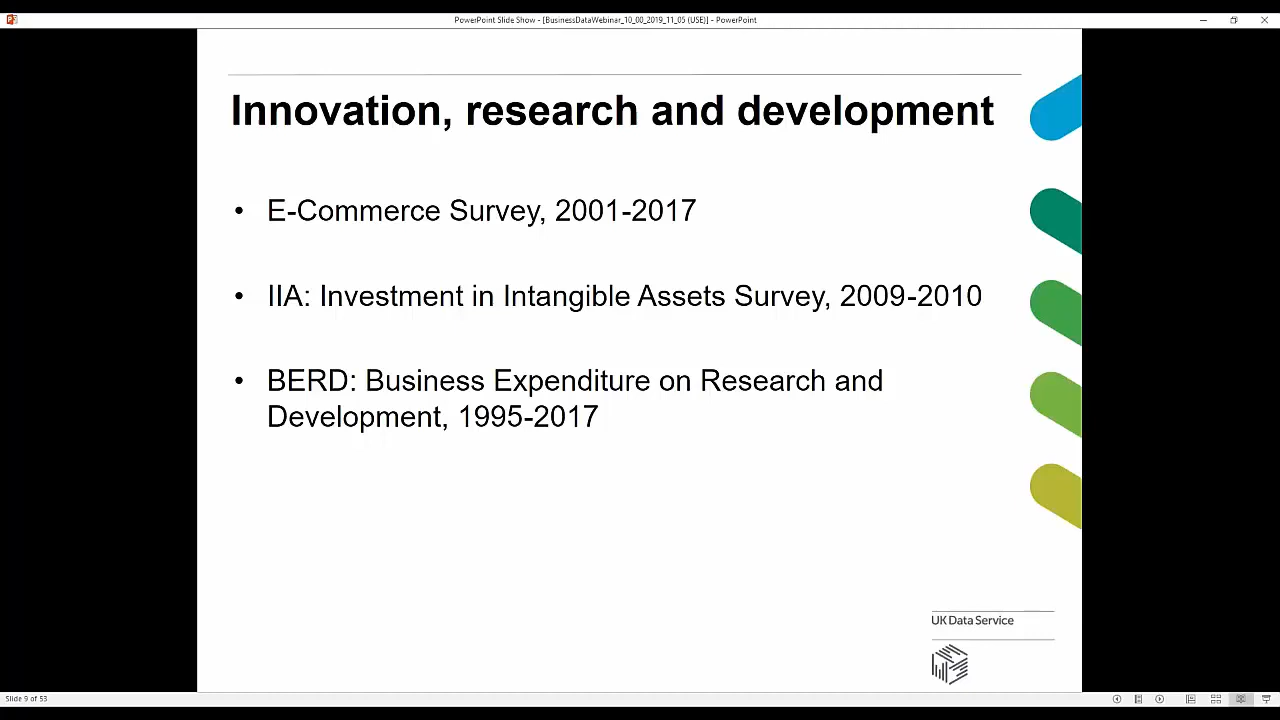 PowerPoint Slide Show - [BusinessDataWebinar_10_00_2019_11_05 (USE)] - PowerPoint
Innovation, research and development
• E-Commerce Survey, 2001-2017
• IIA: Investment in Intangible Assets Survey, 2009-2010
• BERD: Business Expenditure on Research and
Development, 1995-2017
UK Data Service
Slide 9 of 53